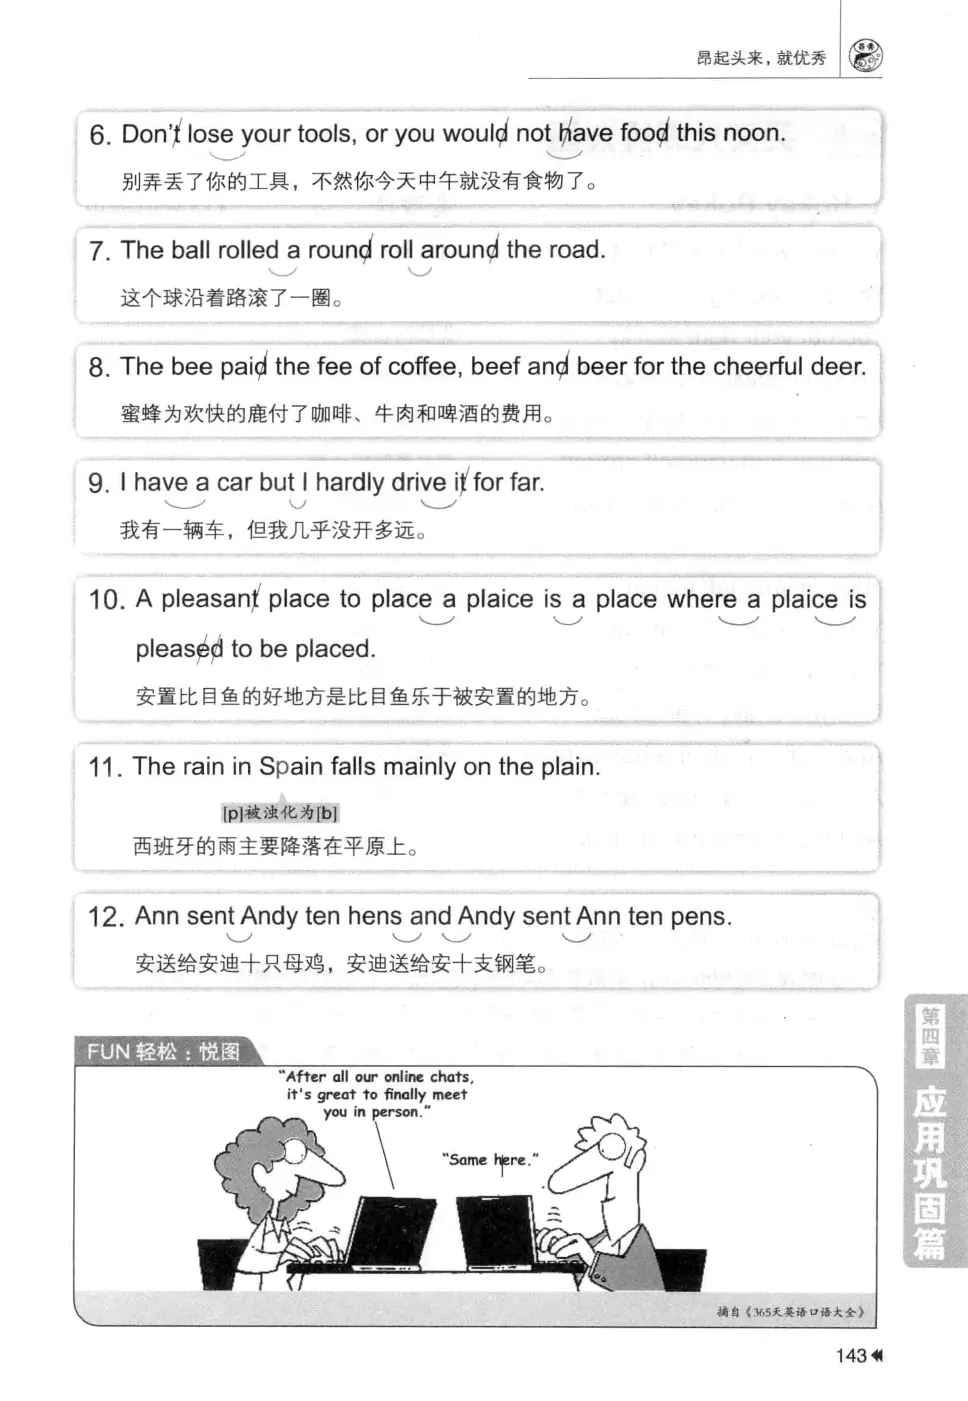 昂起头来，就优秀
6. Don't lose your tools, or you would not have food this noon.
别弄丢了你的工具，不然你今天中午就没有食物了。
7. The ball rolled a round roll around the road.
这个球沿着路滚了一圈。
8. The bee paid the fee of coffee, beef and beer for the cheerful deer.
蜜蜂为欢快的鹿付了咖啡、牛肉和啤酒的费用。
9. I have a car but I hardly drive it for far.
我有一辆车，但我几乎没开多远。
10. A pleasant place to place a plaice is a place where a plaice is
pleased to be placed.
安置比目鱼的好地方是比目鱼乐于被安置的地方。
11. The rain in Spain falls mainly on the plain.
[p]被浊化为[b]
西班牙的雨主要降落在平原上。
12. Ann sent Andy ten hens and Andy sent Ann ten pens.
安送给安迪十只母鸡，安迪送给安十支钢笔。
FUN 轻松：悦图
"After all our online chats,
it's great to finally meet
you in person."
"Same here."
摘自《365天英语口语大全》
第四章 应用巩固篇
143